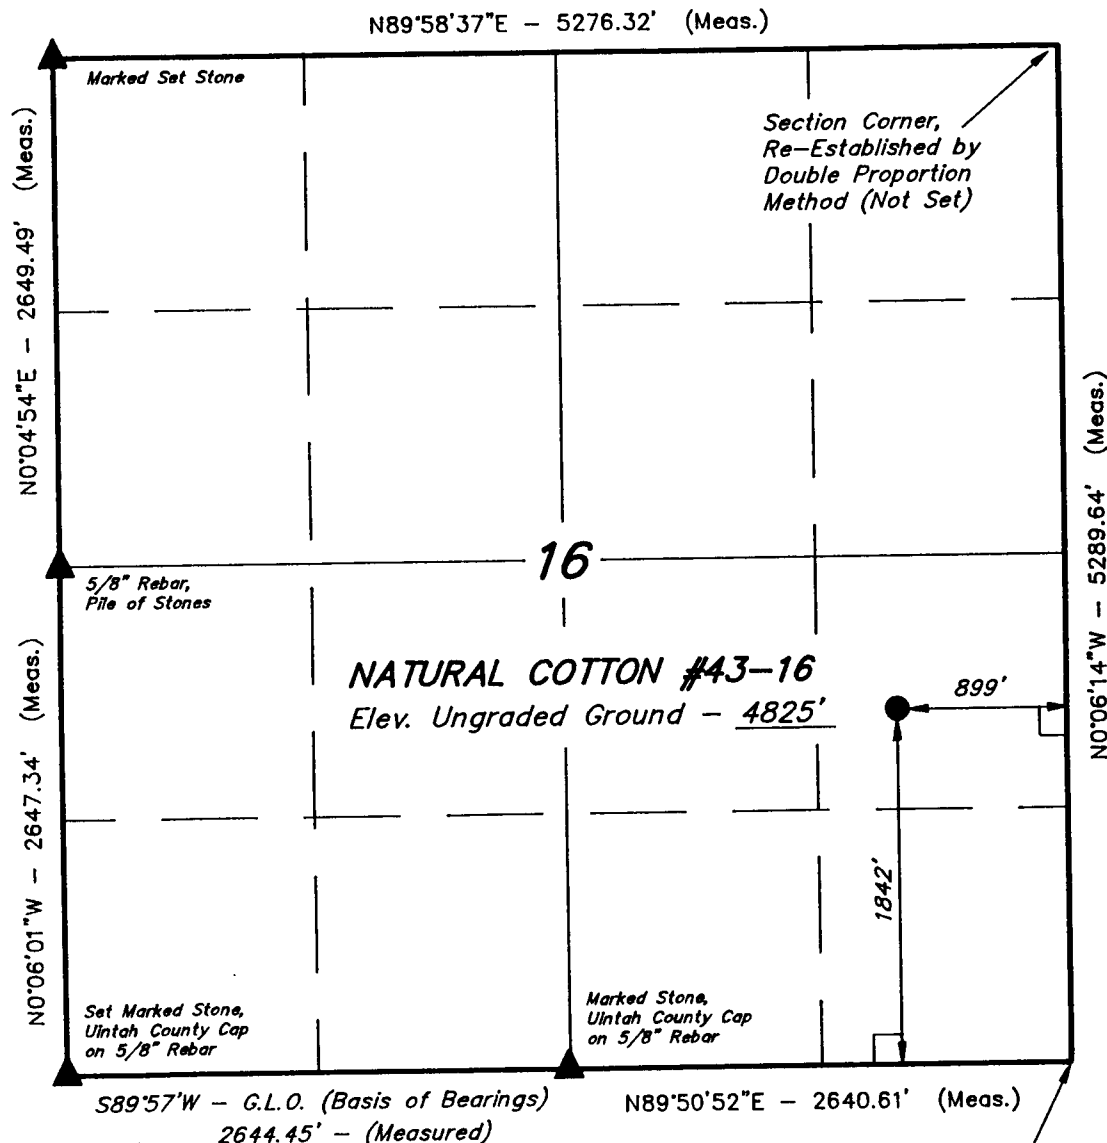 N89°58'37"E – 5276.32' (Meas.)
Marked Set Stone
Section Corner,
Re–Established by
Double Proportion
Method (Not Set)
N0°04'54"E – 2649.49' (Meas.)
N0°06'14"W – 5289.64' (Meas.)
16
5/8" Rebar,
Pile of Stones
NATURAL COTTON #43–16
Elev. Ungraded Ground – 4825'
899'
N0°06'01"W – 2647.34' (Meas.)
1842'
Set Marked Stone,
Uintah County Cap
on 5/8" Rebar
Marked Stone,
Uintah County Cap
on 5/8" Rebar
S89°57'W – G.L.O. (Basis of Bearings)
2644.45' – (Measured)
N89°50'52"E – 2640.61' (Meas.)